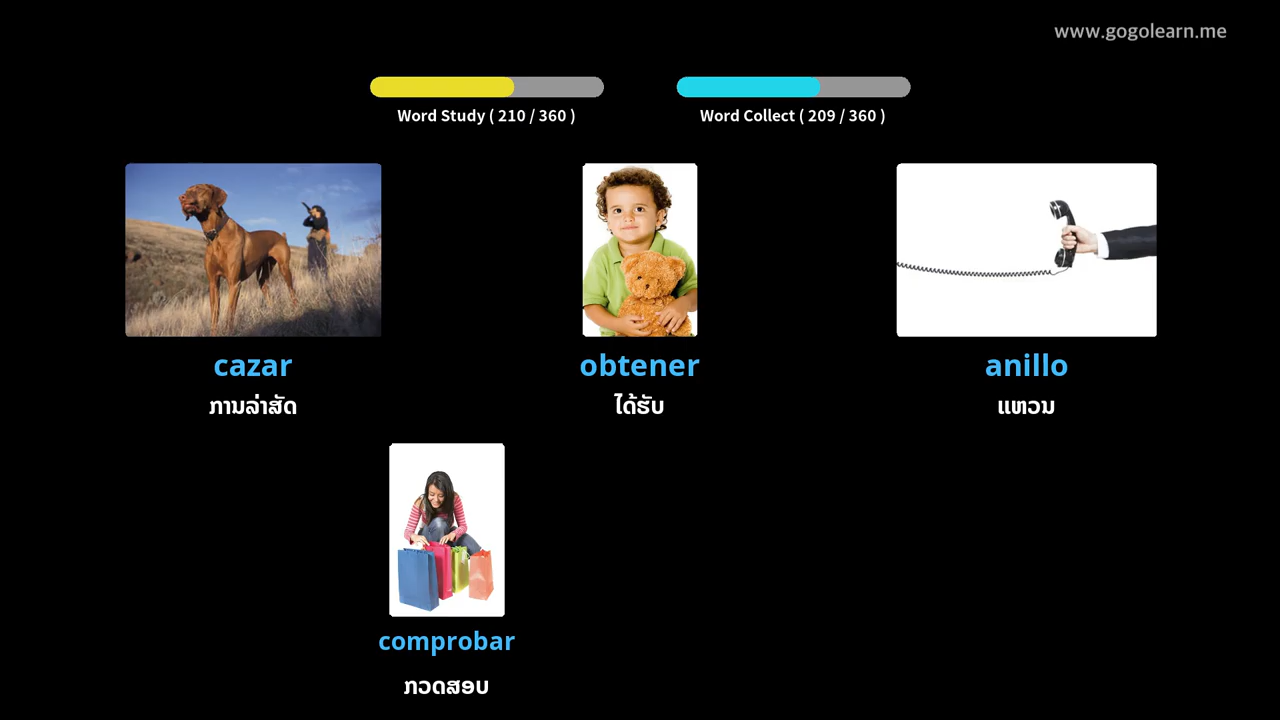 www.gogolearn.me
Word Study ( 210 / 360 )
Word Collect ( 209 / 360 )
cazar
obtener
anillo
ການລ່າສັດ
ໄດ້ຮັບ
ແຫວນ
comprobar
ກວດສອບ